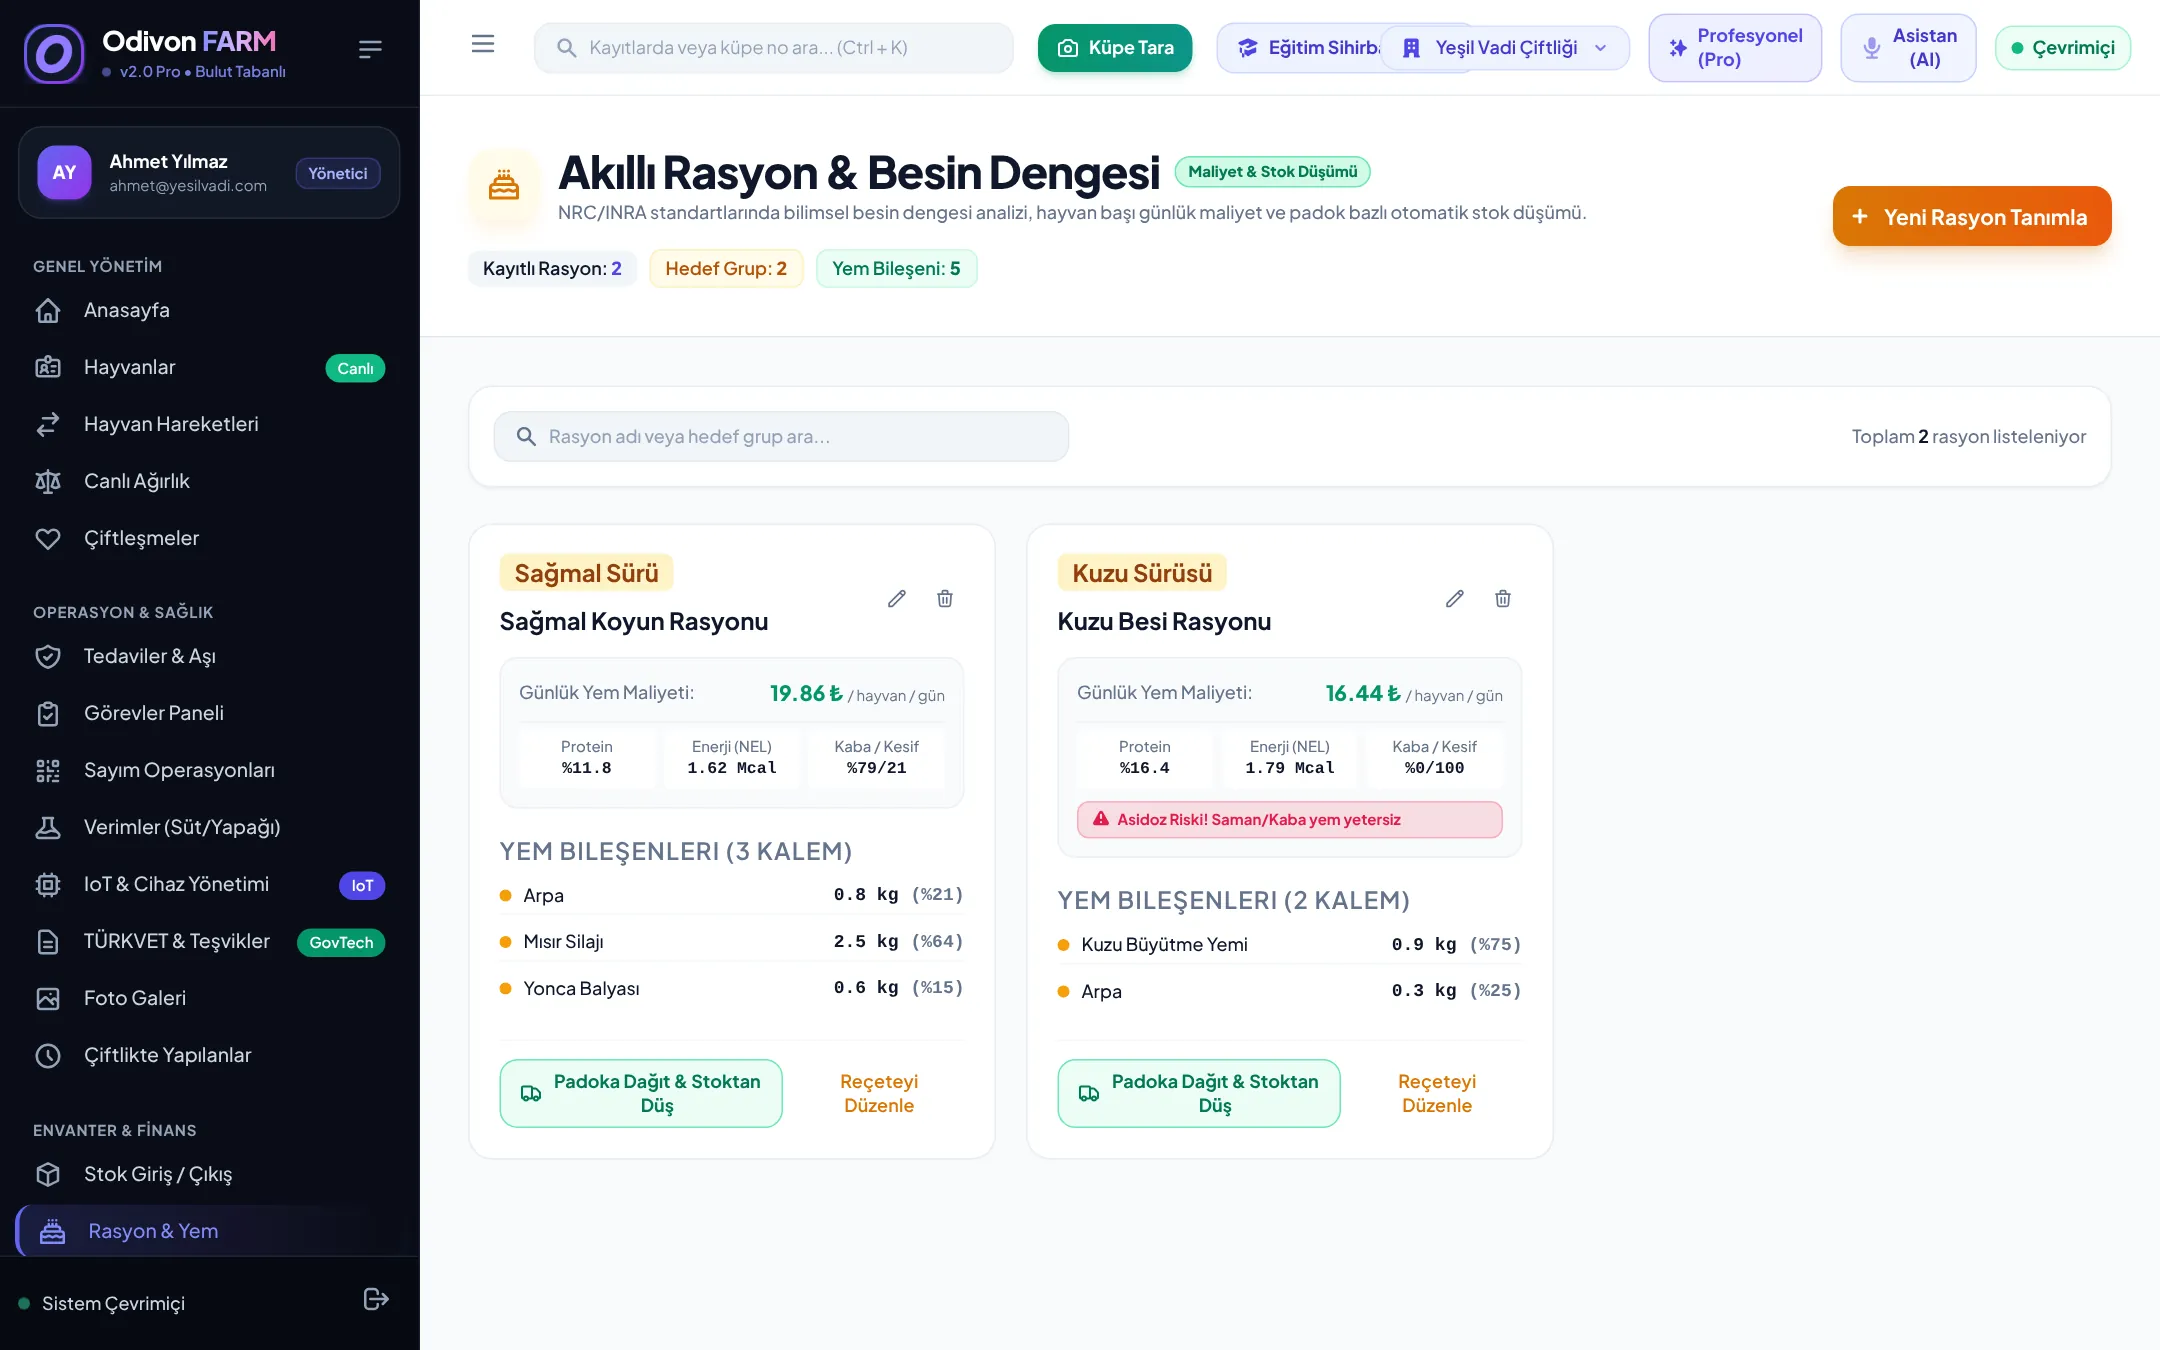 Odivon FARM
v2.0 Pro • Bulut Tabanlı
AY
Ahmet Yılmaz
ahmet@yesilvadi.com
Yönetici
GENEL YÖNETİM
Anasayfa
Hayvanlar
Canlı
Hayvan Hareketleri
Canlı Ağırlık
Çiftleşmeler
OPERASYON & SAĞLIK
Tedaviler & Aşı
Görevler Paneli
Sayım Operasyonları
Verimler (Süt/Yapağı)
IoT & Cihaz Yönetimi
IoT
TÜRKVET & Teşvikler
GovTech
Foto Galeri
Çiftlikte Yapılanlar
ENVANTER & FİNANS
Stok Giriş / Çıkış
Rasyon & Yem
Sistem Çevrimiçi
Kayıtlarda veya küpe no ara... (Ctrl + K)
Küpe Tara
Eğitim Sihirba
Yeşil Vadi Çiftliği
Profesyonel
(Pro)
Asistan
(AI)
Çevrimiçi
Akıllı Rasyon & Besin Dengesi
Maliyet & Stok Düşümü
NRC/INRA standartlarında bilimsel besin dengesi analizi, hayvan başı günlük maliyet ve padok bazlı otomatik stok düşümü.
Kayıtlı Rasyon: 2
Hedef Grup: 2
Yem Bileşeni: 5
+ Yeni Rasyon Tanımla
Rasyon adı veya hedef grup ara...
Toplam 2 rasyon listeleniyor
Sağmal Sürü
Sağmal Koyun Rasyonu
Günlük Yem Maliyeti:
19.86 ₺ / hayvan / gün
Protein
%11.8
Enerji (NEL)
1.62 Mcal
Kaba / Kesif
%79/21
YEM BILEŞENLERI (3 KALEM)
Arpa
0.8 kg (%21)
Mısır Silajı
2.5 kg (%64)
Yonca Balyası
0.6 kg (%15)
Padoka Dağıt & Stoktan
Düş
Reçeteyi
Düzenle
Kuzu Sürüsü
Kuzu Besi Rasyonu
Günlük Yem Maliyeti:
16.44 ₺ / hayvan / gün
Protein
%16.4
Enerji (NEL)
1.79 Mcal
Kaba / Kesif
%0/100
Asidoz Riski! Saman/Kaba yem yetersiz
YEM BILEŞENLERI (2 KALEM)
Kuzu Büyütme Yemi
0.9 kg (%75)
Arpa
0.3 kg (%25)
Padoka Dağıt & Stoktan
Düş
Reçeteyi
Düzenle